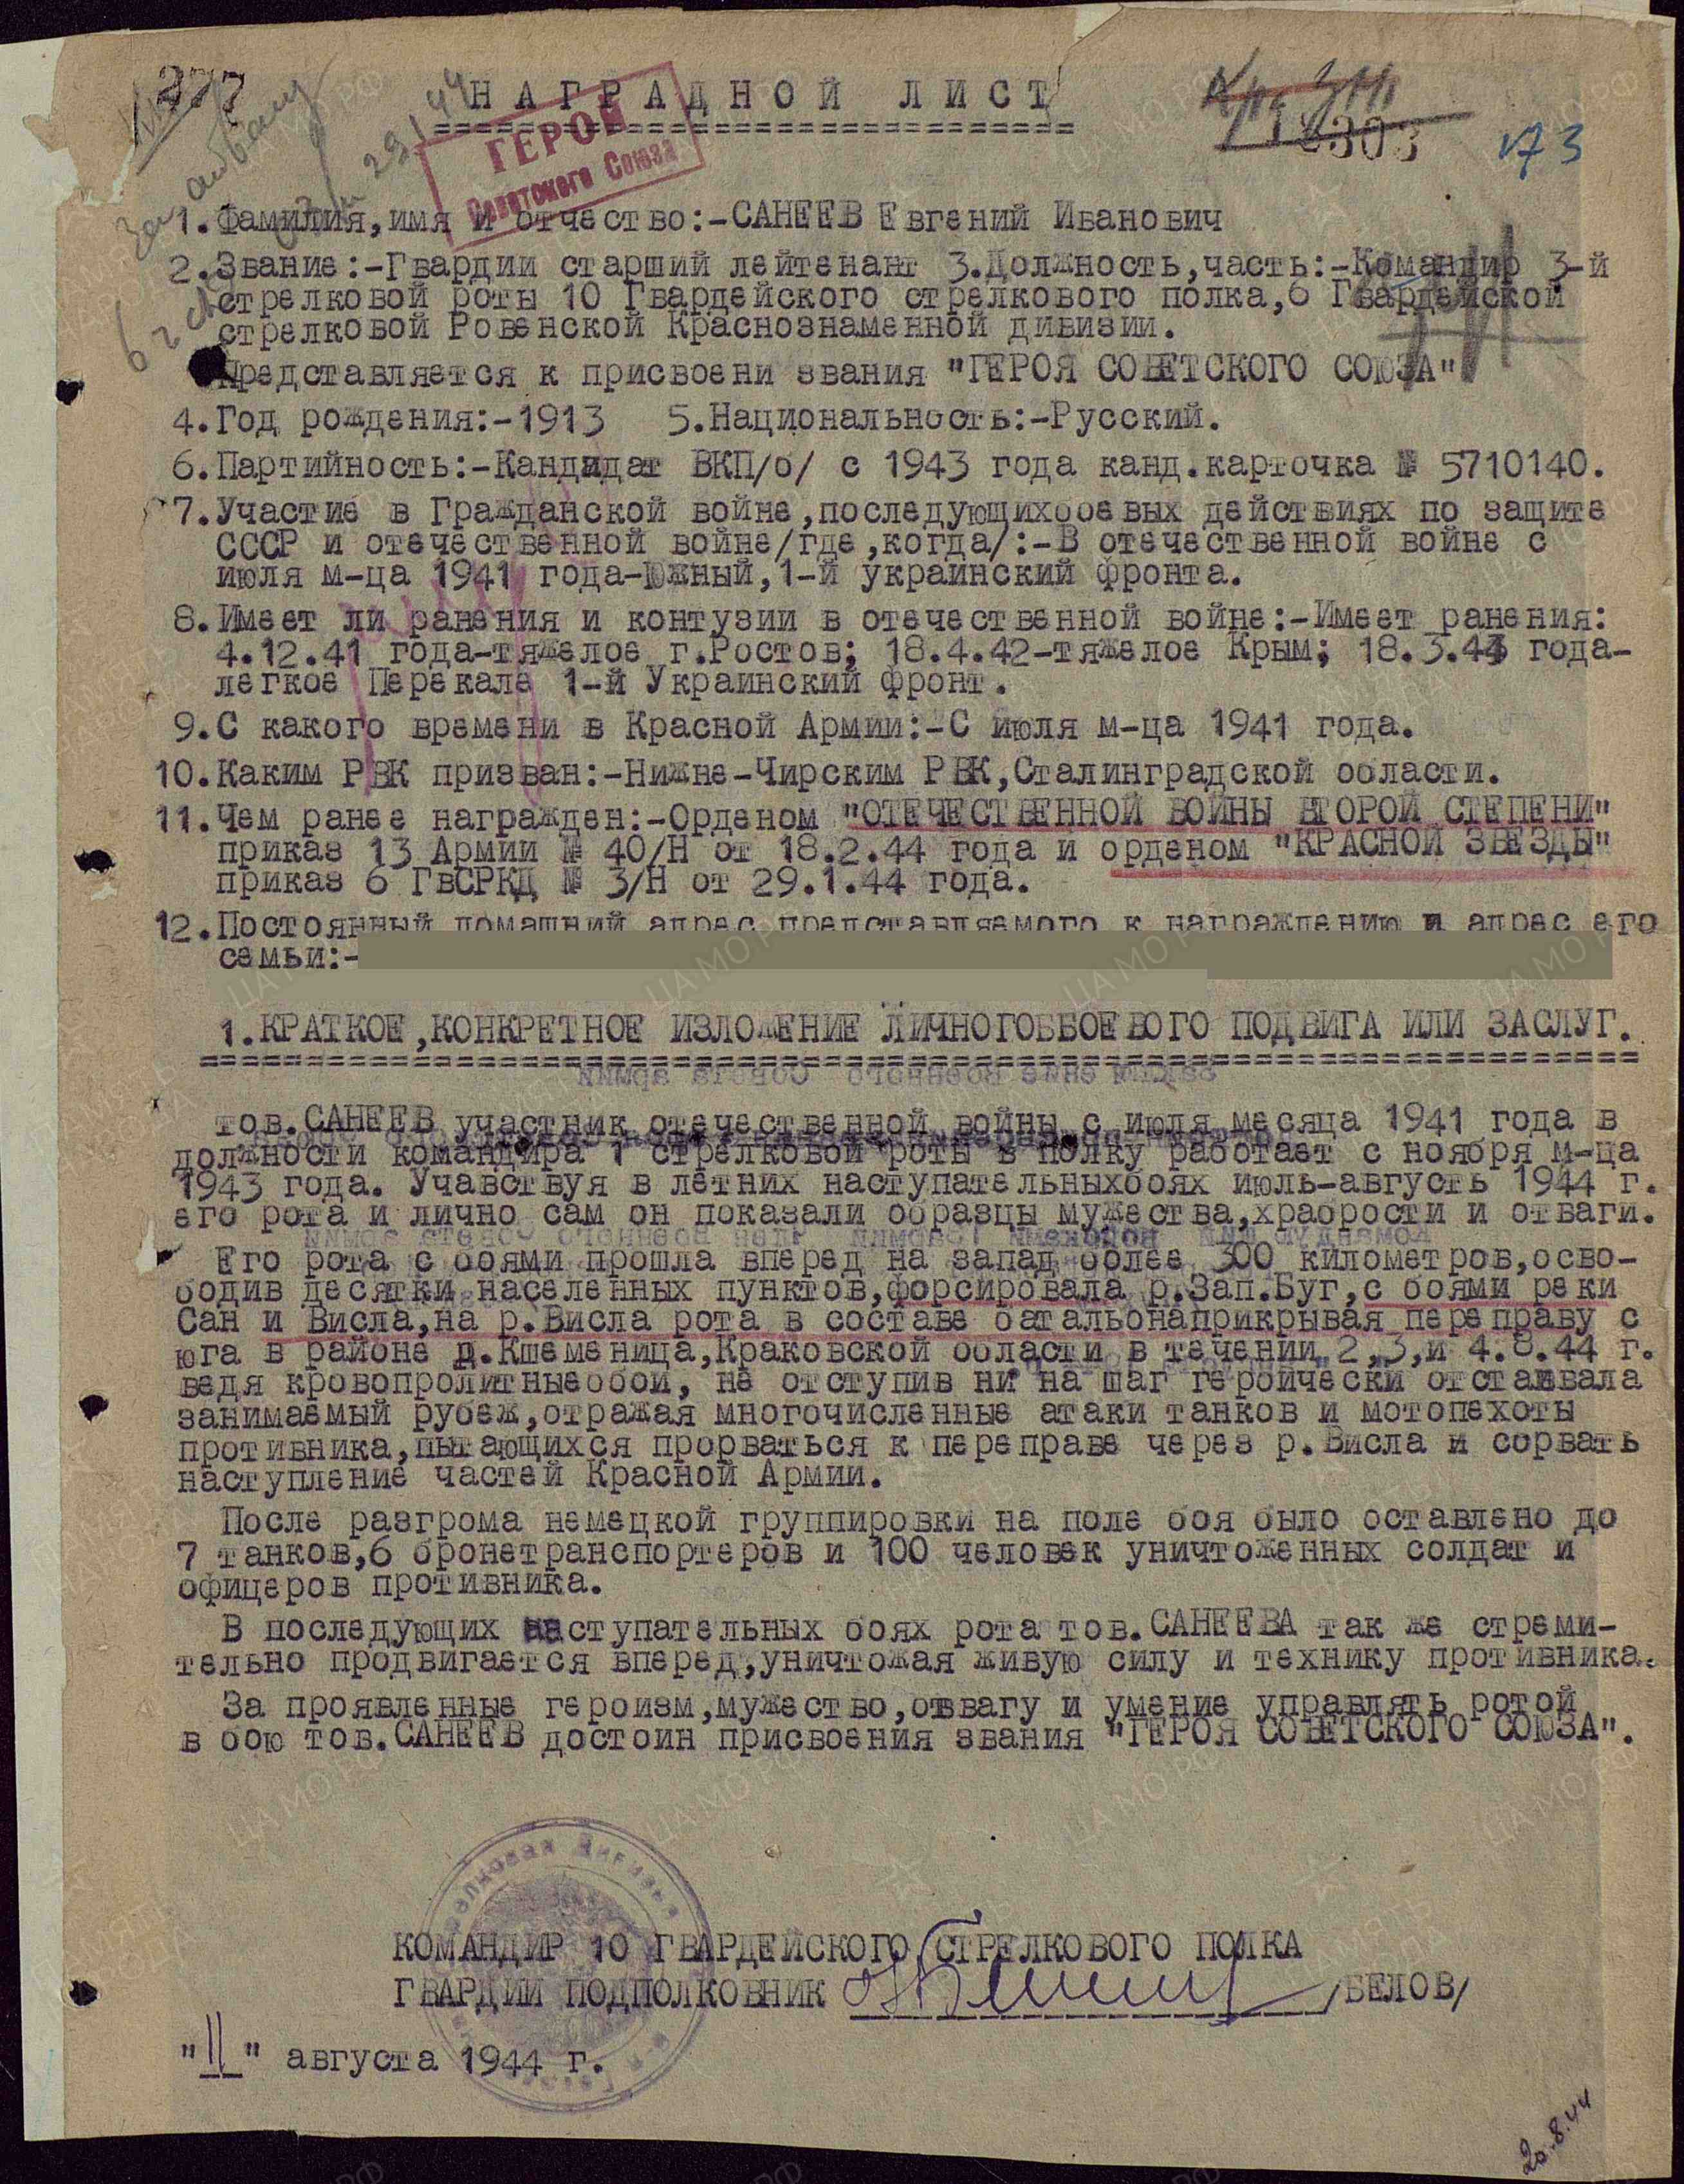 277
НАГРАДНОЙ ЛИСТ
ГЕРОЙ
Советского Союза
303
173
1. Фамилия,имя и отчество:-САНЕЕВ Евгений Иванович
2.Звание:-Гвардии старший лейтенант 3.Должность,часть:-Командир 3-й
стрелковой роты 10 Гвардейского стрелкового полка,6 Гвардейской
стрелковой Ровенской Краснознаменной дивизии.
Представляется к присвоени звания "ГЕРОЯ СОВЕТСКОГО СОЮЗА"
4.Год рождения:-1913 5.Национальность:-Русский.
6.Партийность:-Кандидат ВКП/б/ с 1943 года канд.карточка № 5710140.
7.Участие в Гражданской войне,последующихбоевых действиях по защите
СССР и отечественной войне/где,когда/:-В отечественной войне с
июля м-ца 1941 года-Южный,1-й украинский фронта.
8.Имеет ли ранения и контузии в отечественной войне:-Имеет ранения:
4.12.41 года-тяжелое г.Ростов; 18.4.42-тяжелое Крым; 18.3.44 года-
легкое Перекале 1-й Украинский фронт.
9.С какого времени в Красной Армии:-С июля м-ца 1941 года.
10.Каким РВК призван:-Нижне-Чирским РВК,Сталинградской области.
11.Чем ранее награжден:-Орденом "ОТЕЧЕСТВЕННОЙ ВОЙНЫ ВТОРОЙ СТЕПЕНИ"
приказ 13 Армии № 40/Н от 18.2.44 года и орденом "КРАСНОЙ ЗВЕЗДЫ"
приказ 6 ГвСРКД № 3/Н от 29.1.44 года.
12.Постоянный домашний адрес представляемого к награждению и адрес его
семьи:-
1.КРАТКОЕ,КОНКРЕТНОЕ ИЗЛОЖЕНИЕ ЛИЧНОГОББОЕВОГО ПОДВИГА ИЛИ ЗАСЛУГ.
тов.САНЕЕВ участник отечественной войны с июля месяца 1941 года в
должности командира 1 стрелковой роты в полку работает с ноября м-ца
1943 года. Учавствуя в летних наступательныхбоях июль-августь 1944 г.
его рота и лично сам он показали образцы мужества,храбрости и отваги.
Его рота с боями прошла вперед на запад более 300 километров,осво-
бодив десятки населенных пунктов,форсировала р.Зап.Буг,с боями реки
Сан и Висла,на р.Висла рота в составе батальонаприкрывая переправу с
юга в районе д.Кшеменица,Краковской области в течении 2,3,и 4.8.44 г.
ведя кровопролитныебои, не отступив ни на шаг геройчески отстаивала
занимаемый рубеж,отражая многочисленные атаки танков и мотопехоты
противника,пытающихся прорваться к переправе через р.Висла и сорвать
наступление частей Красной Армии.
После разгрома немецкой группировки на поле боя было оставлено до
7 танков,6 бронетранспортеров и 100 человек уничтоженных солдат и
офицеров противника.
В последующих наступательных боях рота тов.САНЕЕВА так же стреми-
тельно продвигается вперед,уничтожая живую силу и технику противника.
За проявленные героизм,мужество,отвагу и умение управлять ротой
в бою тов.САНЕЕВ достоин присвоения звания "ГЕРОЯ СОВЕТСКОГО СОЮЗА".
КОМАНДИР 10 ГВАРДЕЙСКОГО СТРЕЛКОВОГО ПОЛКА
ГВАРДИИ ПОДПОЛКОВНИК /БЕЛОВ/
"11" августа 1944 г.
20.8.44